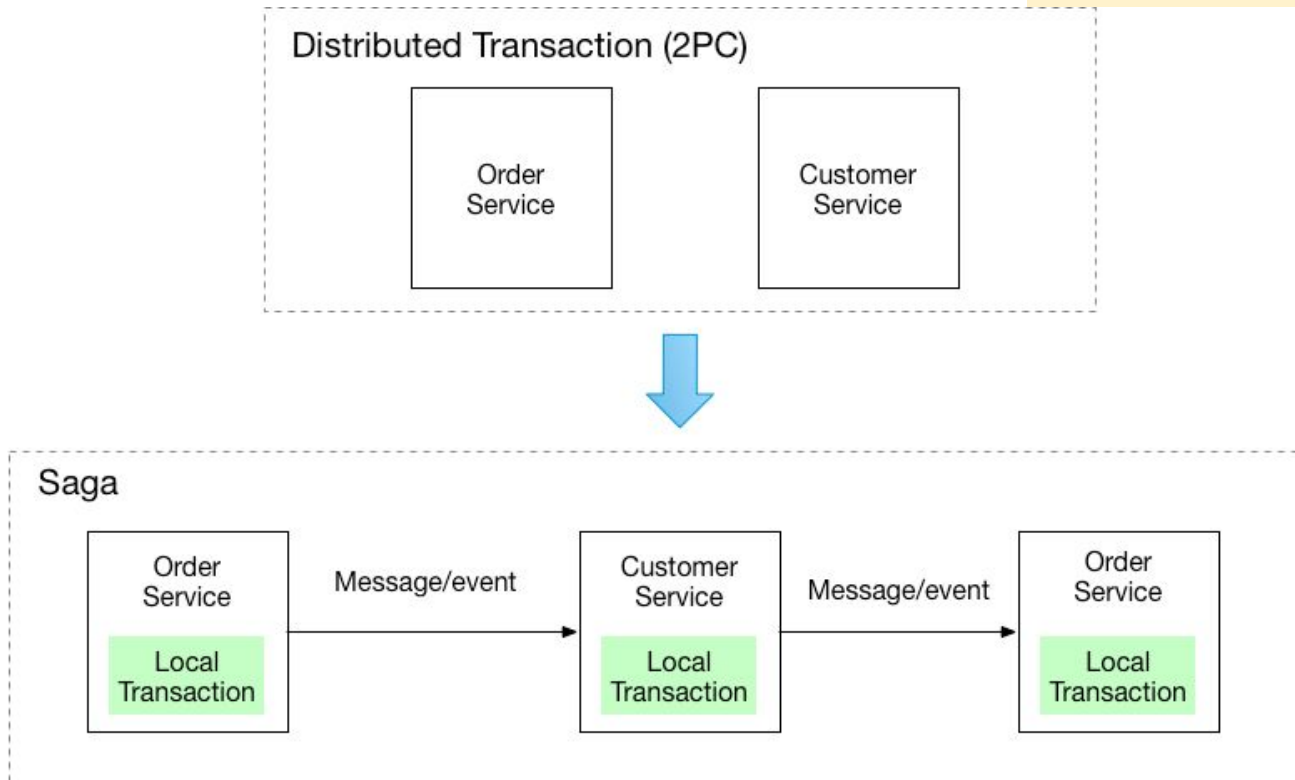 Distributed Transaction (2PC)
Order
Service
Customer
Service
Saga
Order
Service
Message/event
Customer
Service
Message/event
Order
Service
Local
Transaction
Local
Transaction
Local
Transaction